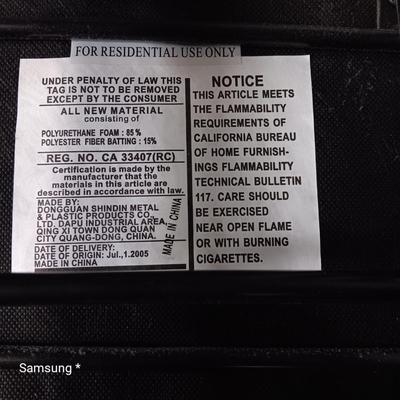 FOR RESIDENTIAL USE ONLY
UNDER PENALTY OF LAW THIS
TAG IS NOT TO BE REMOVED
EXCEPT BY THE CONSUMER
ALL NEW MATERIAL
consisting of
POLYURETHANE FOAM : 85%
POLYESTER FIBER BATTING : 15%
REG. NO. CA 33407(RC)
Certification is made by the
manufacturer that the
materials in this article are
described in accordance with law.
MADE BY:
DONGGUAN SHINDIN METAL
& PLASTIC PRODUCTS CO.,
LTD. DAPU INDUSTRIAL AREA,
QING XI TOWN DONG QUAN
CITY QUANG-DONG, CHINA.
DATE OF DELIVERY:
DATE OF ORIGIN: Jul.,1.2005
MADE IN CHINA
MADE IN CHINA
NOTICE
THIS ARTICLE MEETS
THE FLAMMABILITY
REQUIREMENTS OF
CALIFORNIA BUREAU
OF HOME FURNISH-
INGS FLAMMABILITY
TECHNICAL BULLETIN
117. CARE SHOULD
BE EXERCISED
NEAR OPEN FLAME
OR WITH BURNING
CIGARETTES.
Samsung *